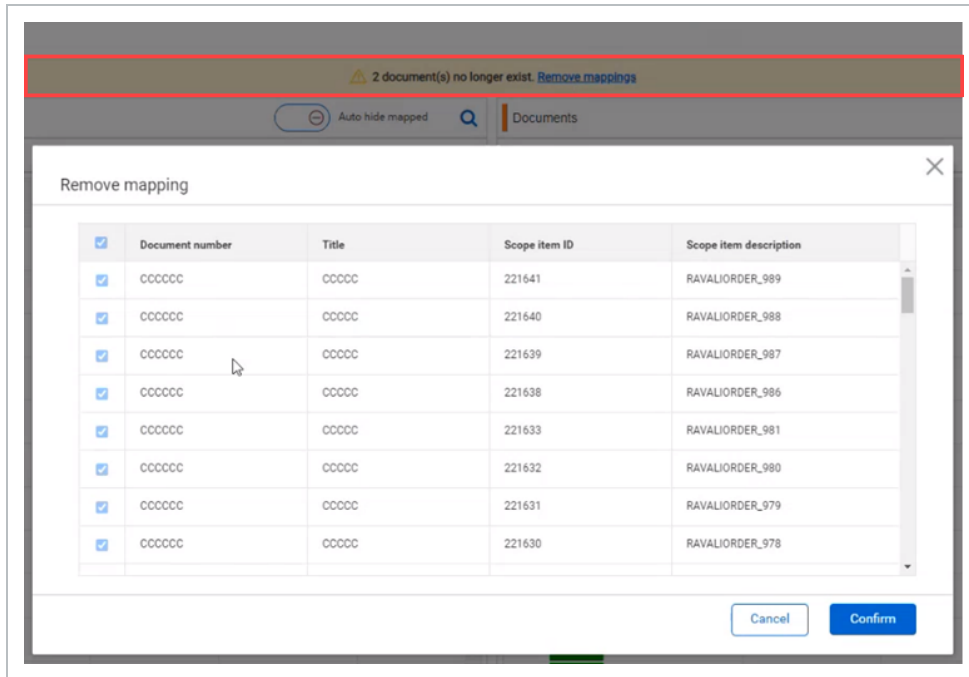 2 document(s) no longer exist. Remove mappings
Auto hide mapped Documents
Remove mapping
Document number Title Scope item ID Scope item description
CCCCCC CCCCC 221641 RAVALIORDER_989
CCCCCC CCCCC 221640 RAVALIORDER_988
CCCCCC CCCCC 221639 RAVALIORDER_987
CCCCCC CCCCC 221638 RAVALIORDER_986
CCCCCC CCCCC 221633 RAVALIORDER_981
CCCCCC CCCCC 221632 RAVALIORDER_980
CCCCCC CCCCC 221631 RAVALIORDER_979
CCCCCC CCCCC 221630 RAVALIORDER_978
Cancel Confirm